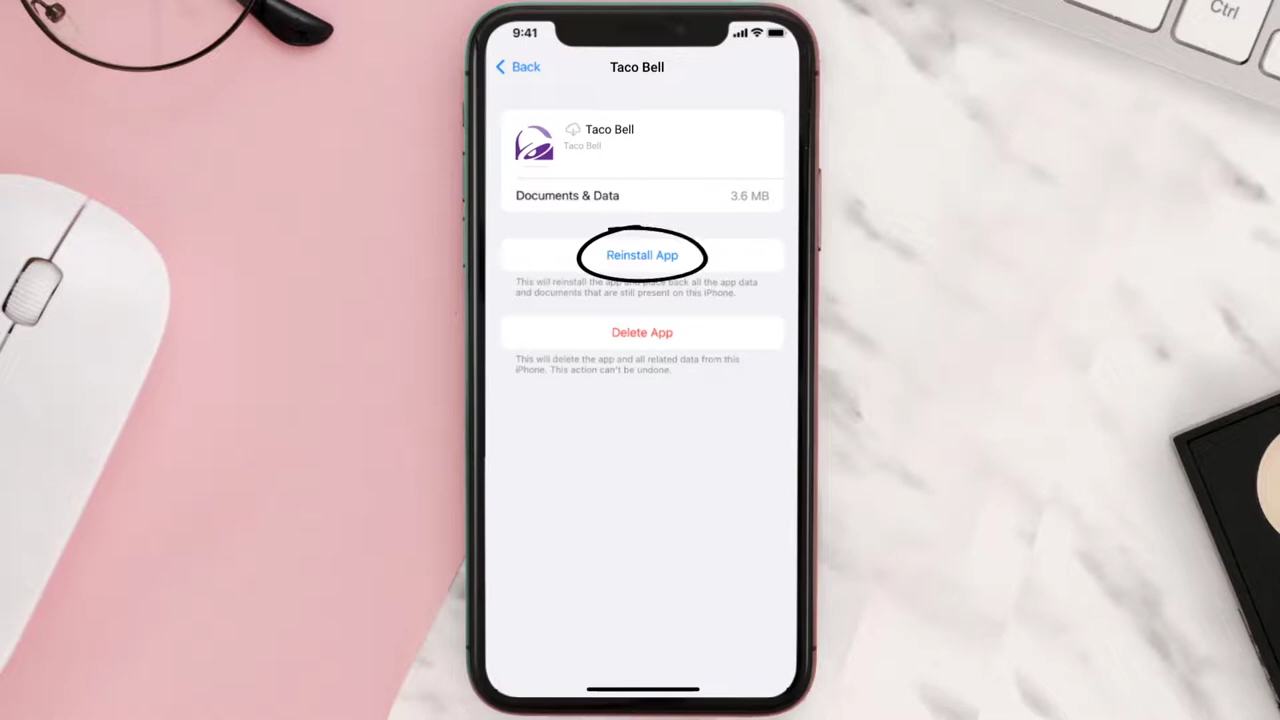 Ctrl
9:41
Back
Taco Bell
Taco Bell
Taco Bell
Documents & Data 3.6 MB
Reinstall App
This will reinstall the app and place back all the app data
and documents that are still present on this iPhone.
Delete App
This will delete the app and all related data from this
iPhone. This action can't be undone.